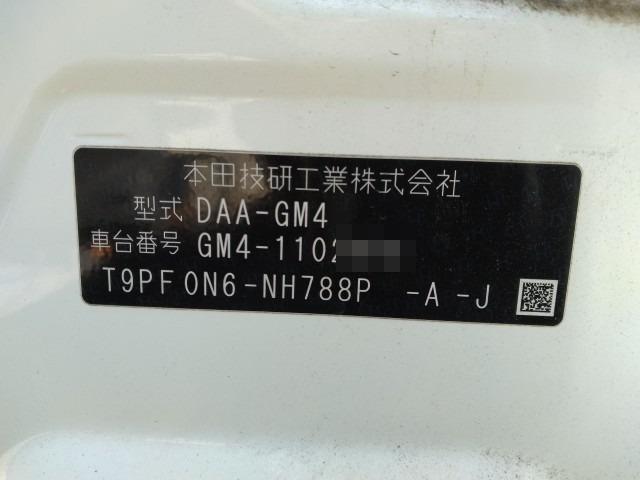 本田技研工業株式会社
型式 DAA-GM4
車台番号 GM4-1102
T9PF0N6-NH788P -A -J